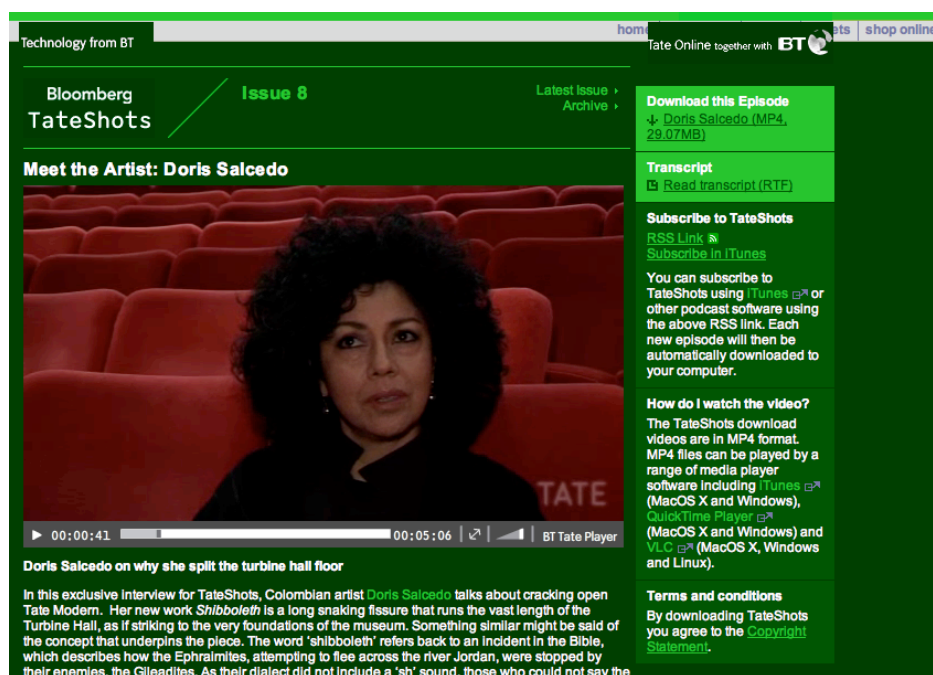 home
ets
shop online
Technology from BT
Tate Online together with BT
Bloomberg
TateShots
Issue 8
Latest Issue
Archive
Meet the Artist: Doris Salcedo
TATE
00:00:41
00:05:06
BT Tate Player
Doris Salcedo on why she split the turbine hall floor
In this exclusive interview for TateShots, Colombian artist Doris Salcedo talks about cracking open
Tate Modern. Her new work Shibboleth is a long snaking fissure that runs the vast length of the
Turbine Hall, as if striking to the very foundations of the museum. Something similar might be said of
the concept that underpins the piece. The word ‘shibboleth’ refers back to an incident in the Bible,
which describes how the Ephraimites, attempting to flee across the river Jordan, were stopped by
their enemies, the Gileadites. As their dialect did not include a ‘sh’ sound, those who could not say the
Download this Episode
Doris Salcedo (MP4,
29.07MB)
Transcript
Read transcript (RTF)
Subscribe to TateShots
RSS Link
Subscribe in iTunes
You can subscribe to
TateShots using iTunes or
other podcast software using
the above RSS link. Each
new episode will then be
automatically downloaded to
your computer.
How do I watch the video?
The TateShots download
videos are in MP4 format.
MP4 files can be played by a
range of media player
software including iTunes
(MacOS X and Windows),
QuickTime Player
(MacOS X and Windows) and
VLC (MacOS X, Windows
and Linux).
Terms and conditions
By downloading TateShots
you agree to the Copyright
Statement.